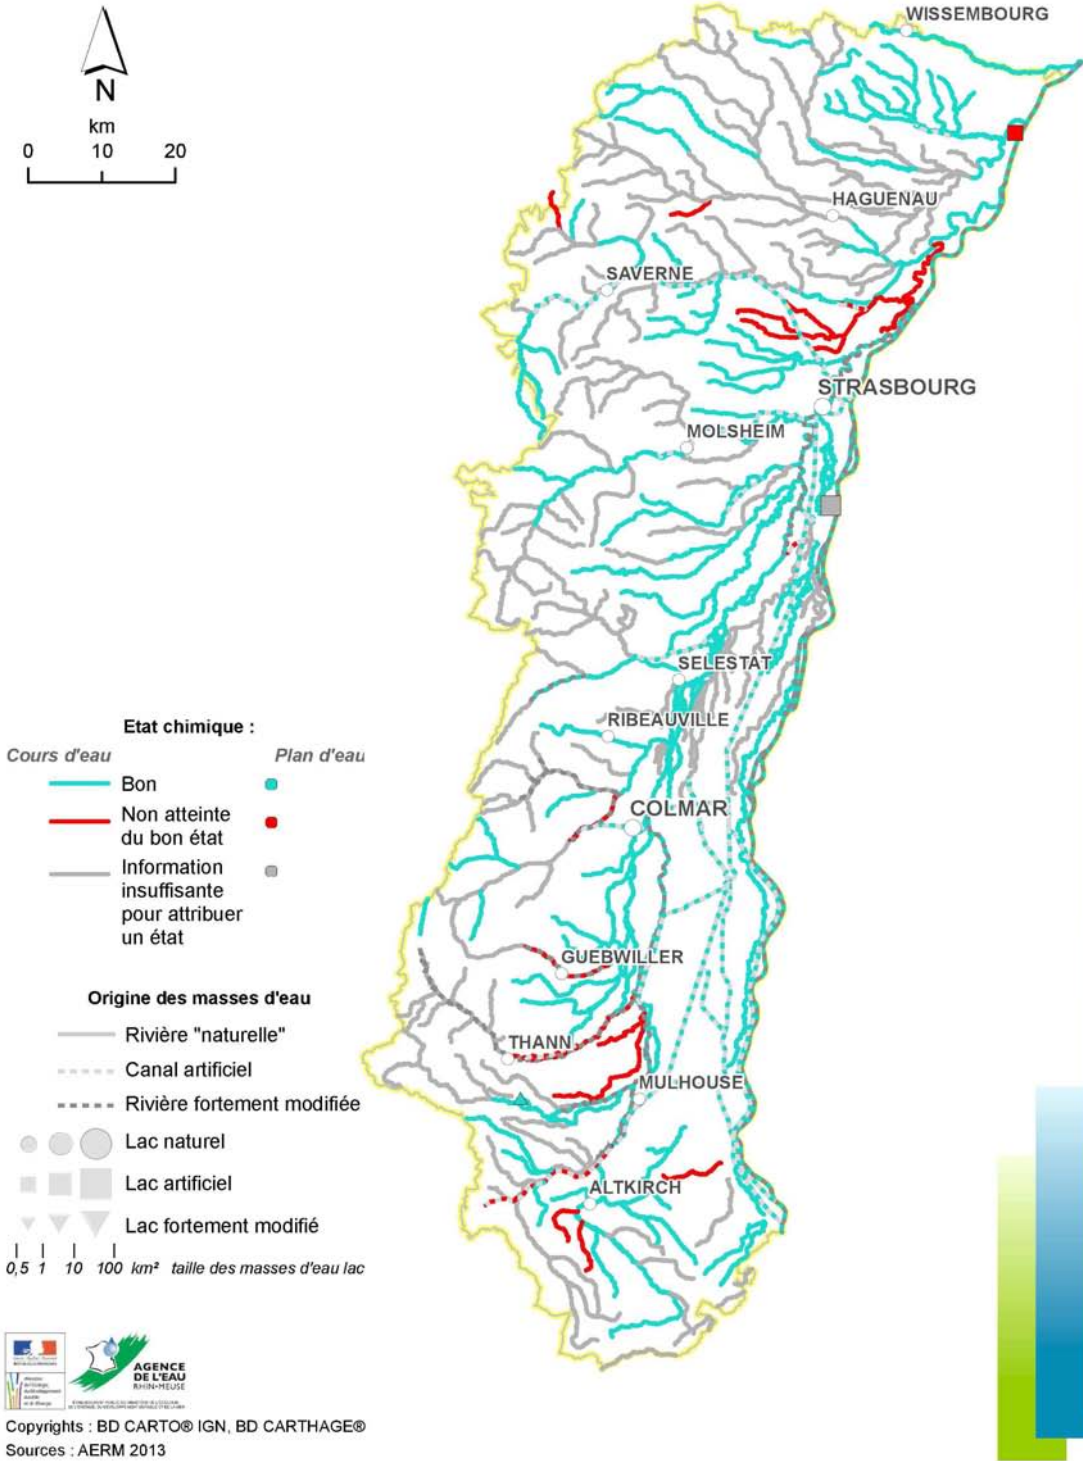 WISSEMBOURG
N
km
0 10 20
HAGUENAU
SAVERNE
STRASBOURG
MOLSHEIM
SELESTAT
RIBEAUVILLE
COLMAR
GUEBWILLER
THANN
MULHOUSE
ALTKIRCH
Etat chimique :
Cours d'eau Plan d'eau
Bon
Non atteinte
du bon état
Information
insuffisante
pour attribuer
un état
Origine des masses d'eau
Rivière "naturelle"
Canal artificiel
Rivière fortement modifiée
Lac naturel
Lac artificiel
Lac fortement modifié
0,5 1 10 100 km² taille des masses d'eau lac
AGENCE
DE L'EAU
RHIN•MEUSE
Copyrights : BD CARTO® IGN, BD CARTHAGE®
Sources : AERM 2013